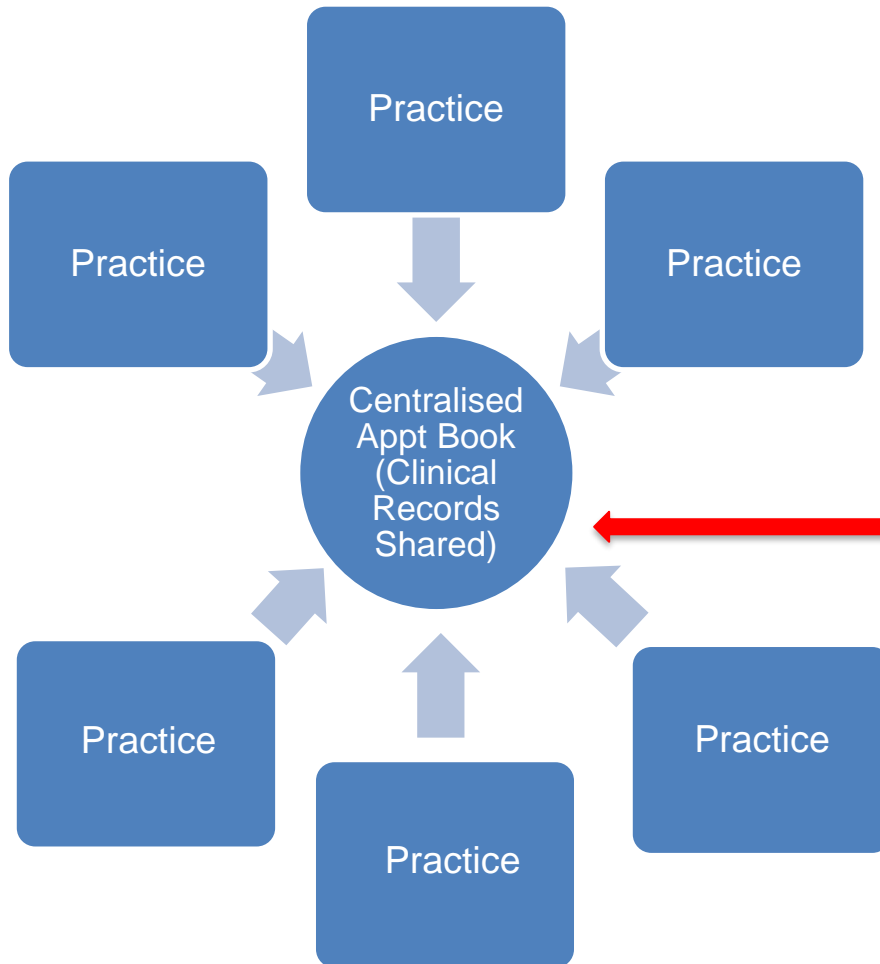 Practice
Practice
Practice
Centralised
Appt Book
(Clinical
Records
Shared)
Practice
Practice
Practice